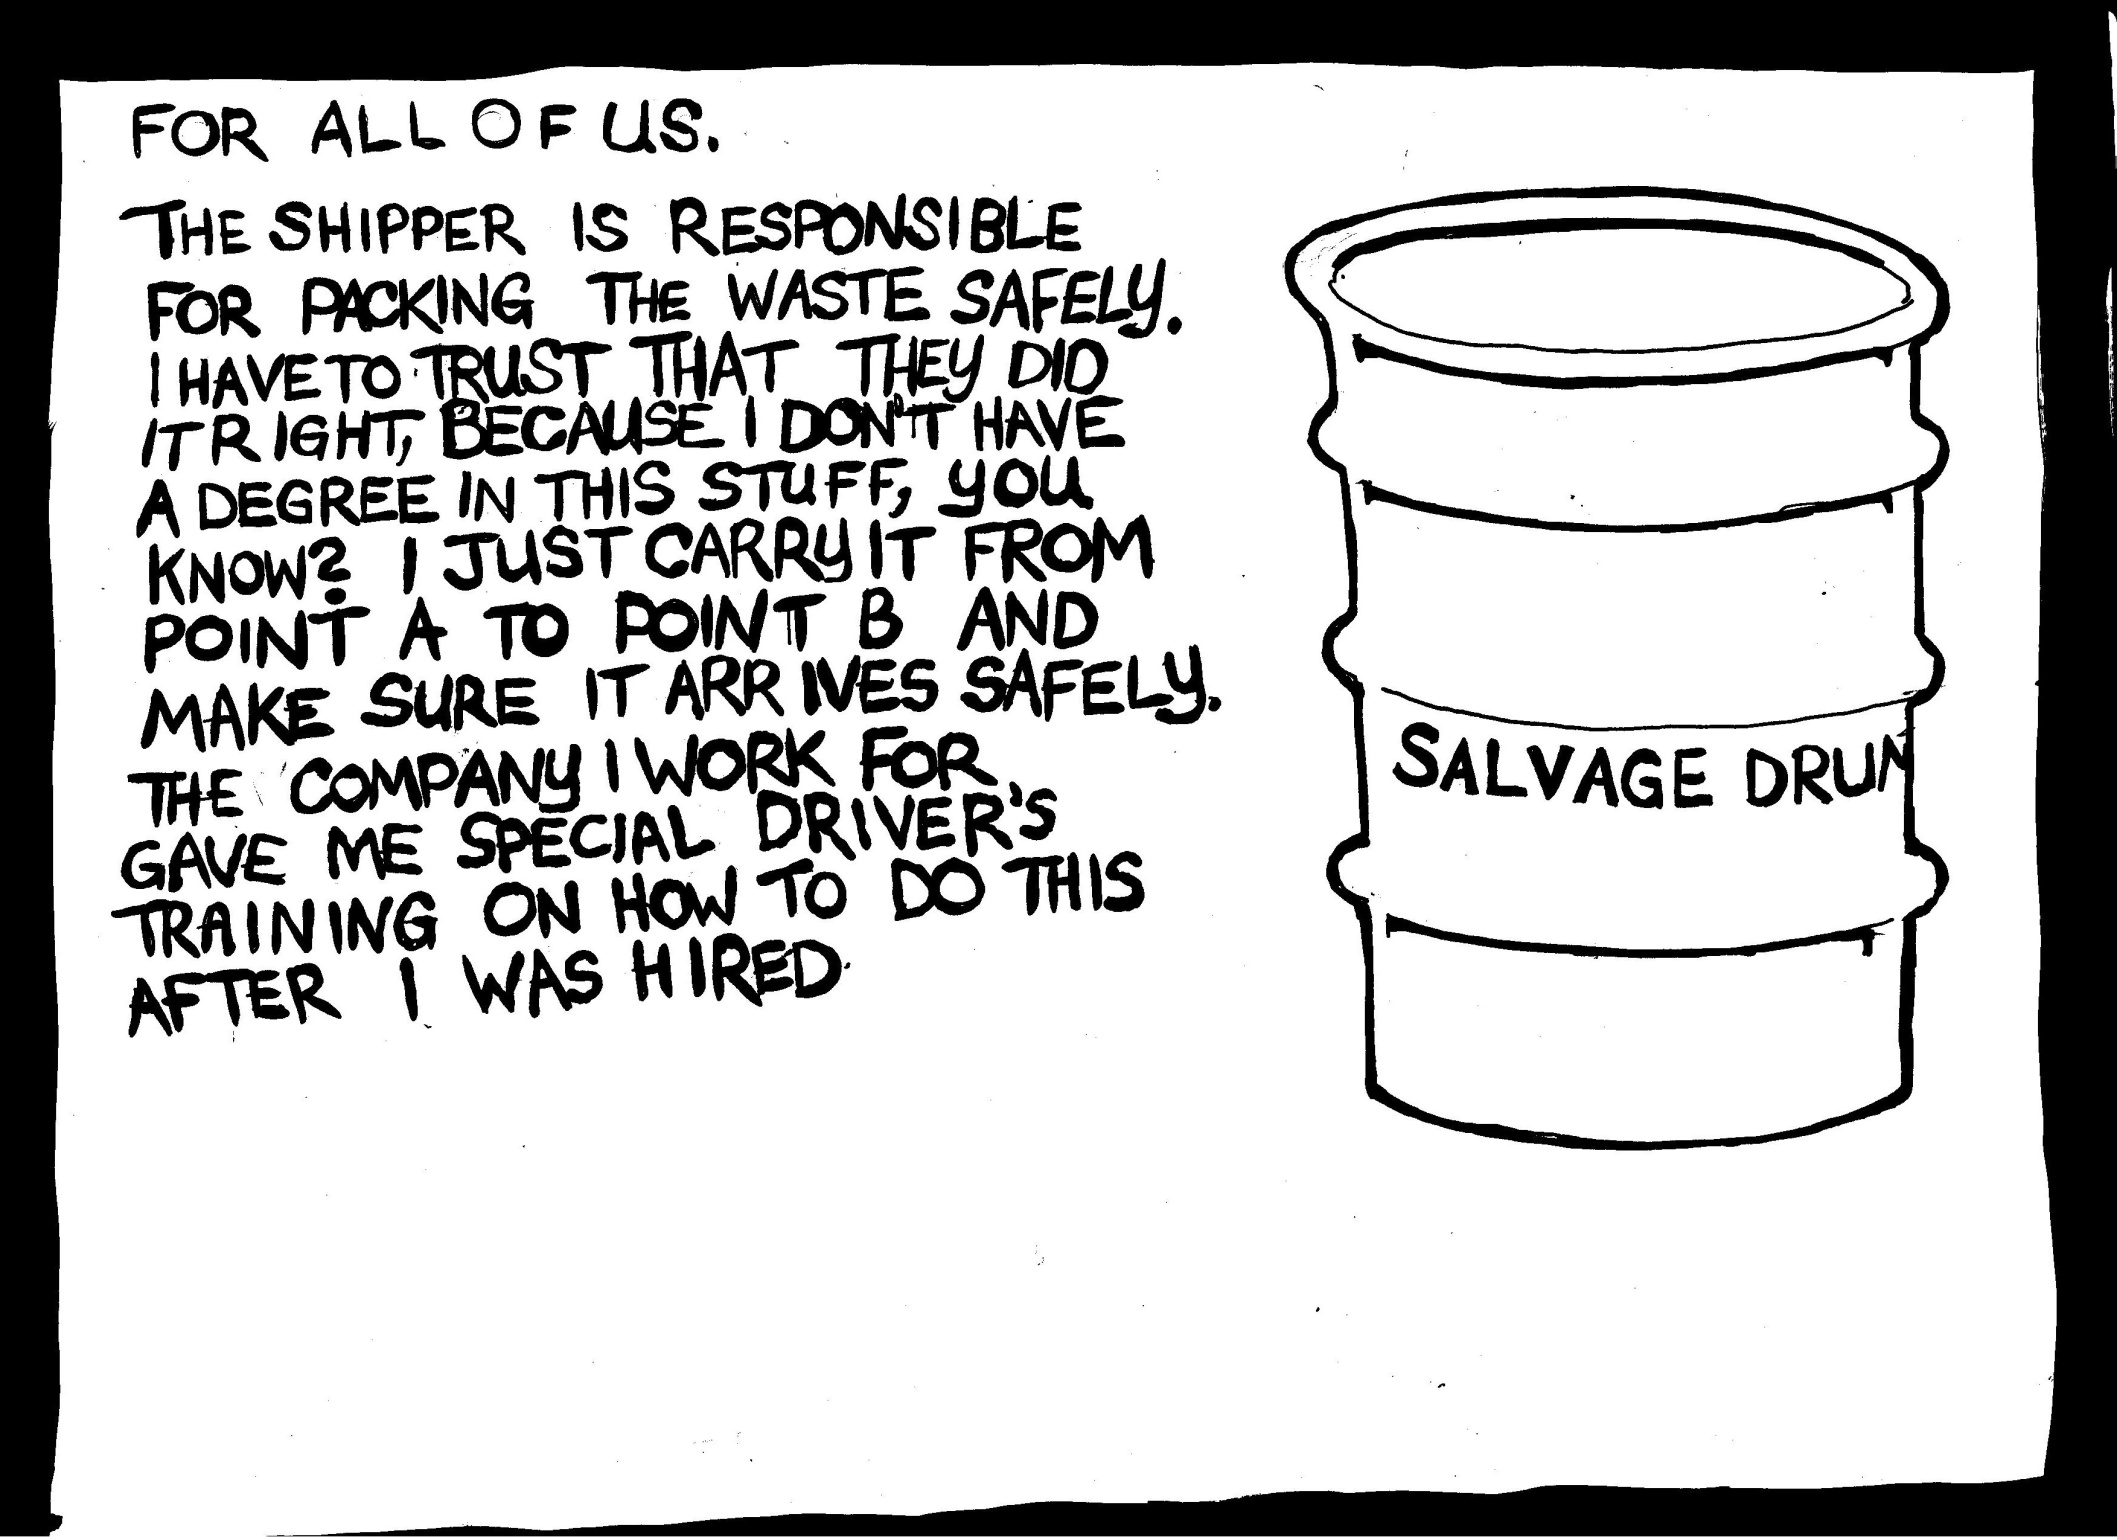 FOR ALL OF US.
THE SHIPPER IS RESPONSIBLE
FOR PACKING THE WASTE SAFELY.
I HAVE TO TRUST THAT THEY DID
IT RIGHT, BECAUSE I DON'T HAVE
A DEGREE IN THIS STUFF, YOU
KNOW? I JUST CARRY IT FROM
POINT A TO POINT B AND
MAKE SURE IT ARRIVES SAFELY.
THE COMPANY I WORK FOR
GAVE ME SPECIAL DRIVER'S
TRAINING ON HOW TO DO THIS
AFTER I WAS HIRED.
SALVAGE DRUM